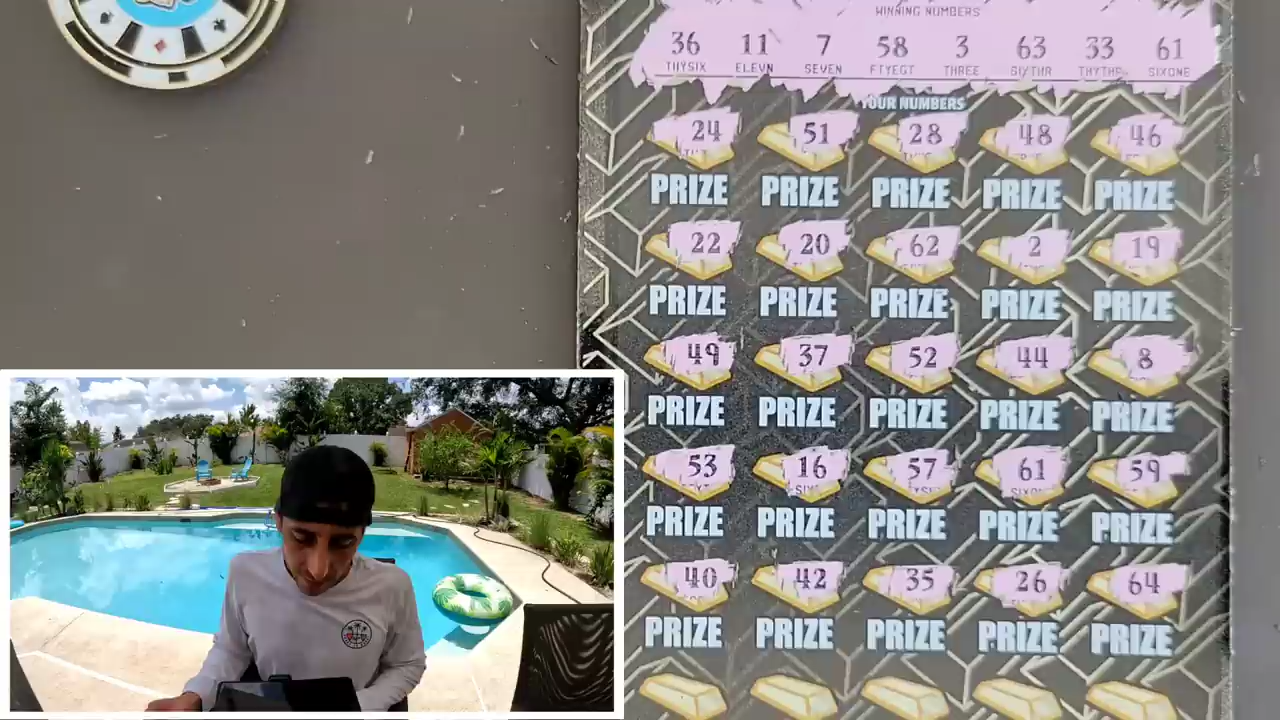 WINNING NUMBERS
36 11 7 58 3 63 33 61
THYSIX ELEVN SEVEN FTYEGT THREE SIXTHR THYTHR SIXONE
YOUR NUMBERS
24 51 28 48 46
PRIZE PRIZE PRIZE PRIZE PRIZE
22 20 62 2 19
PRIZE PRIZE PRIZE PRIZE PRIZE
49 37 52 44 8
PRIZE PRIZE PRIZE PRIZE PRIZE
53 16 57 61 59
PRIZE PRIZE PRIZE PRIZE PRIZE
40 42 35 26 64
PRIZE PRIZE PRIZE PRIZE PRIZE